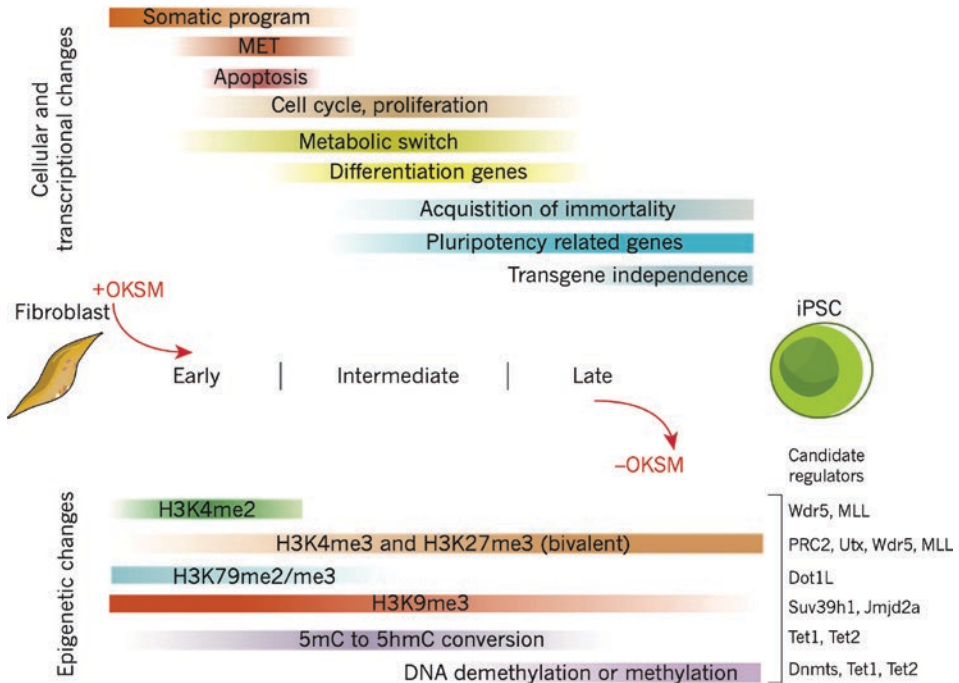 Cellular and
transcriptional changes
Somatic program
MET
Apoptosis
Cell cycle, proliferation
Metabolic switch
Differentiation genes
Acquistition of immortality
Pluripotency related genes
Transgene independence
+OKSM
Fibroblast
iPSC
Early | Intermediate | Late
–OKSM
Candidate
regulators
Epigenetic changes
H3K4me2
Wdr5, MLL
H3K4me3 and H3K27me3 (bivalent)
PRC2, Utx, Wdr5, MLL
H3K79me2/me3
Dot1L
H3K9me3
Suv39h1, Jmjd2a
5mC to 5hmC conversion
Tet1, Tet2
DNA demethylation or methylation
Dnmts, Tet1, Tet2